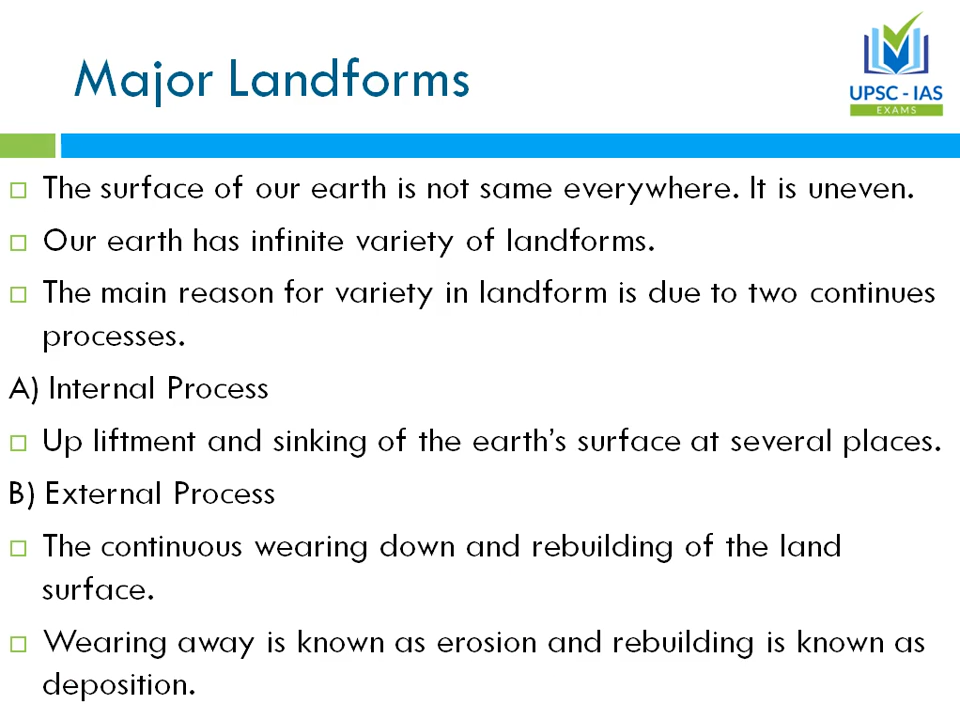 Major Landforms
UPSC - IAS
EXAMS
The surface of our earth is not same everywhere. It is uneven.
Our earth has infinite variety of landforms.
The main reason for variety in landform is due to two continues
processes.
A) Internal Process
Up liftment and sinking of the earth's surface at several places.
B) External Process
The continuous wearing down and rebuilding of the land
surface.
Wearing away is known as erosion and rebuilding is known as
deposition.